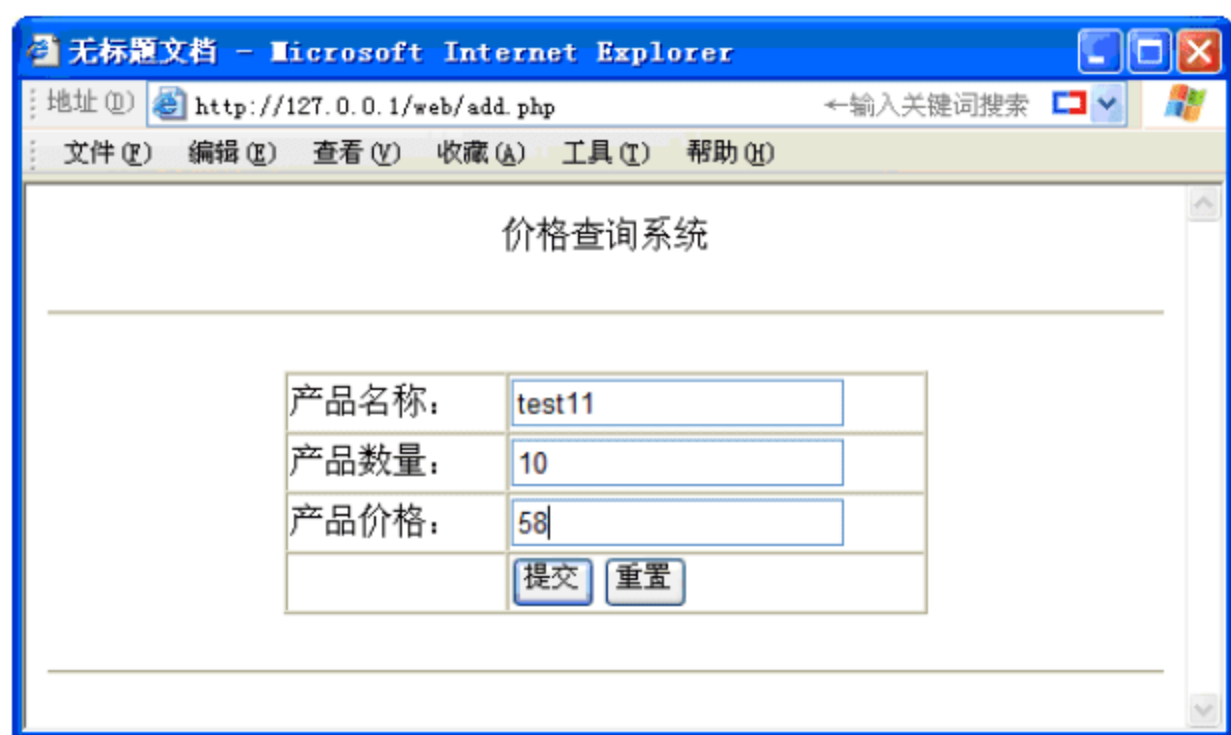 无标题文档 - Microsoft Internet Explorer
地址(D) http://127.0.0.1/web/add.php ←输入关键词搜索
文件(F) 编辑(E) 查看(V) 收藏(A) 工具(T) 帮助(H)
价格查询系统
产品名称： test11
产品数量： 10
产品价格： 58
提交 重置